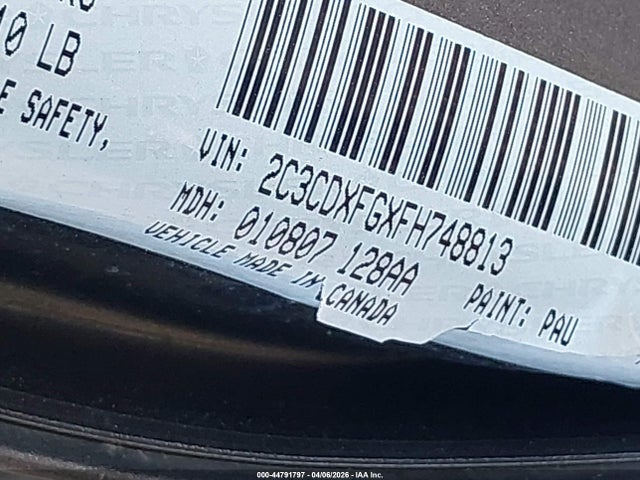 10 LB
E SAFETY,
VIN: 2C3CDXFGXFH748813
MDH: 010807 128AA PAINT: PAU
VEHICLE MADE IN CANADA
000-44791797 - 04/06/2026 - IAA Inc.